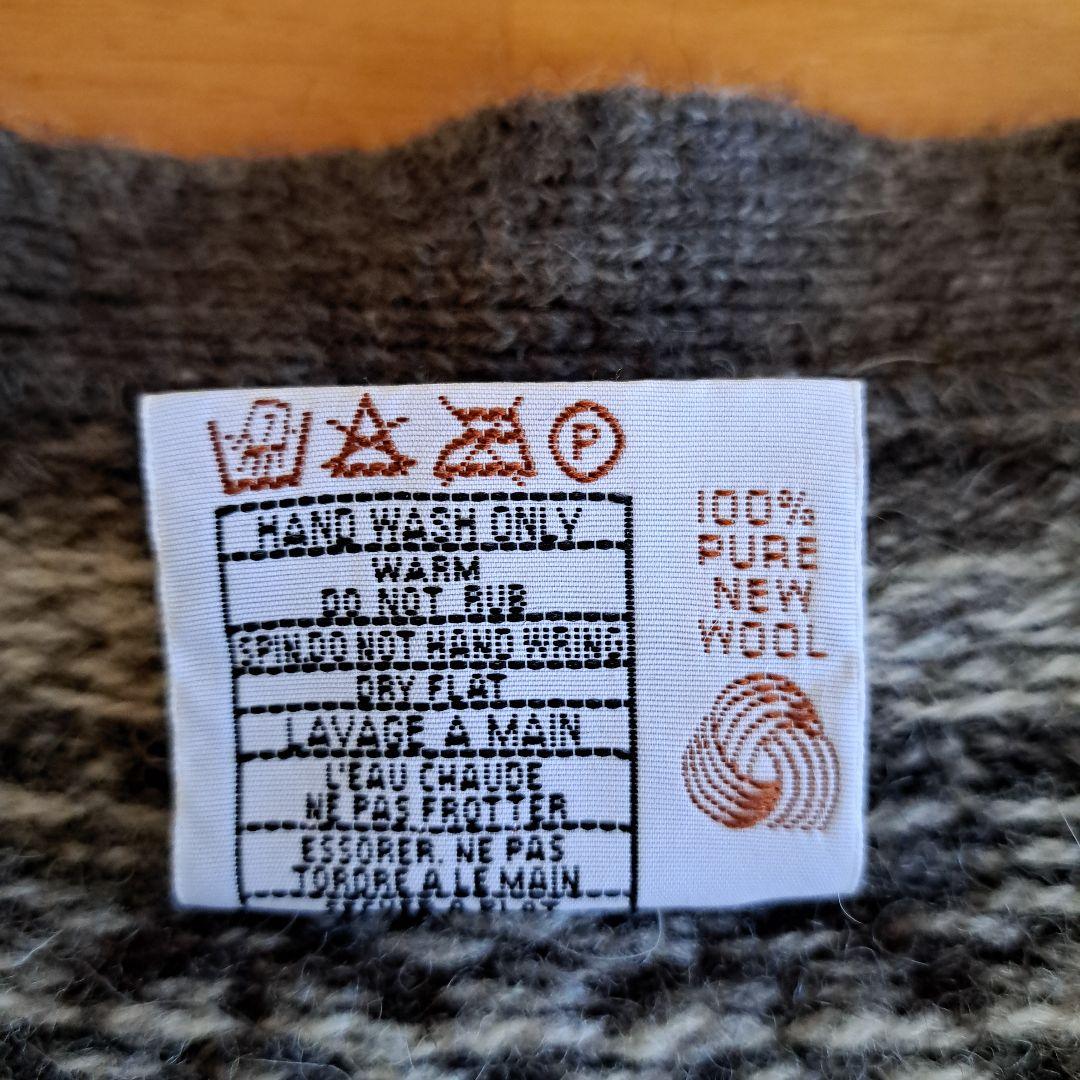 P
HAND WASH ONLY
WARM
DO NOT RUB
SPIN.DO NOT HAND WRING
DRY FLAT
LAVAGE A MAIN
L'EAU CHAUDE
NE PAS FROTTER
ESSORER. NE PAS
TORDRE A LE MAIN
100%
PURE
NEW
WOOL